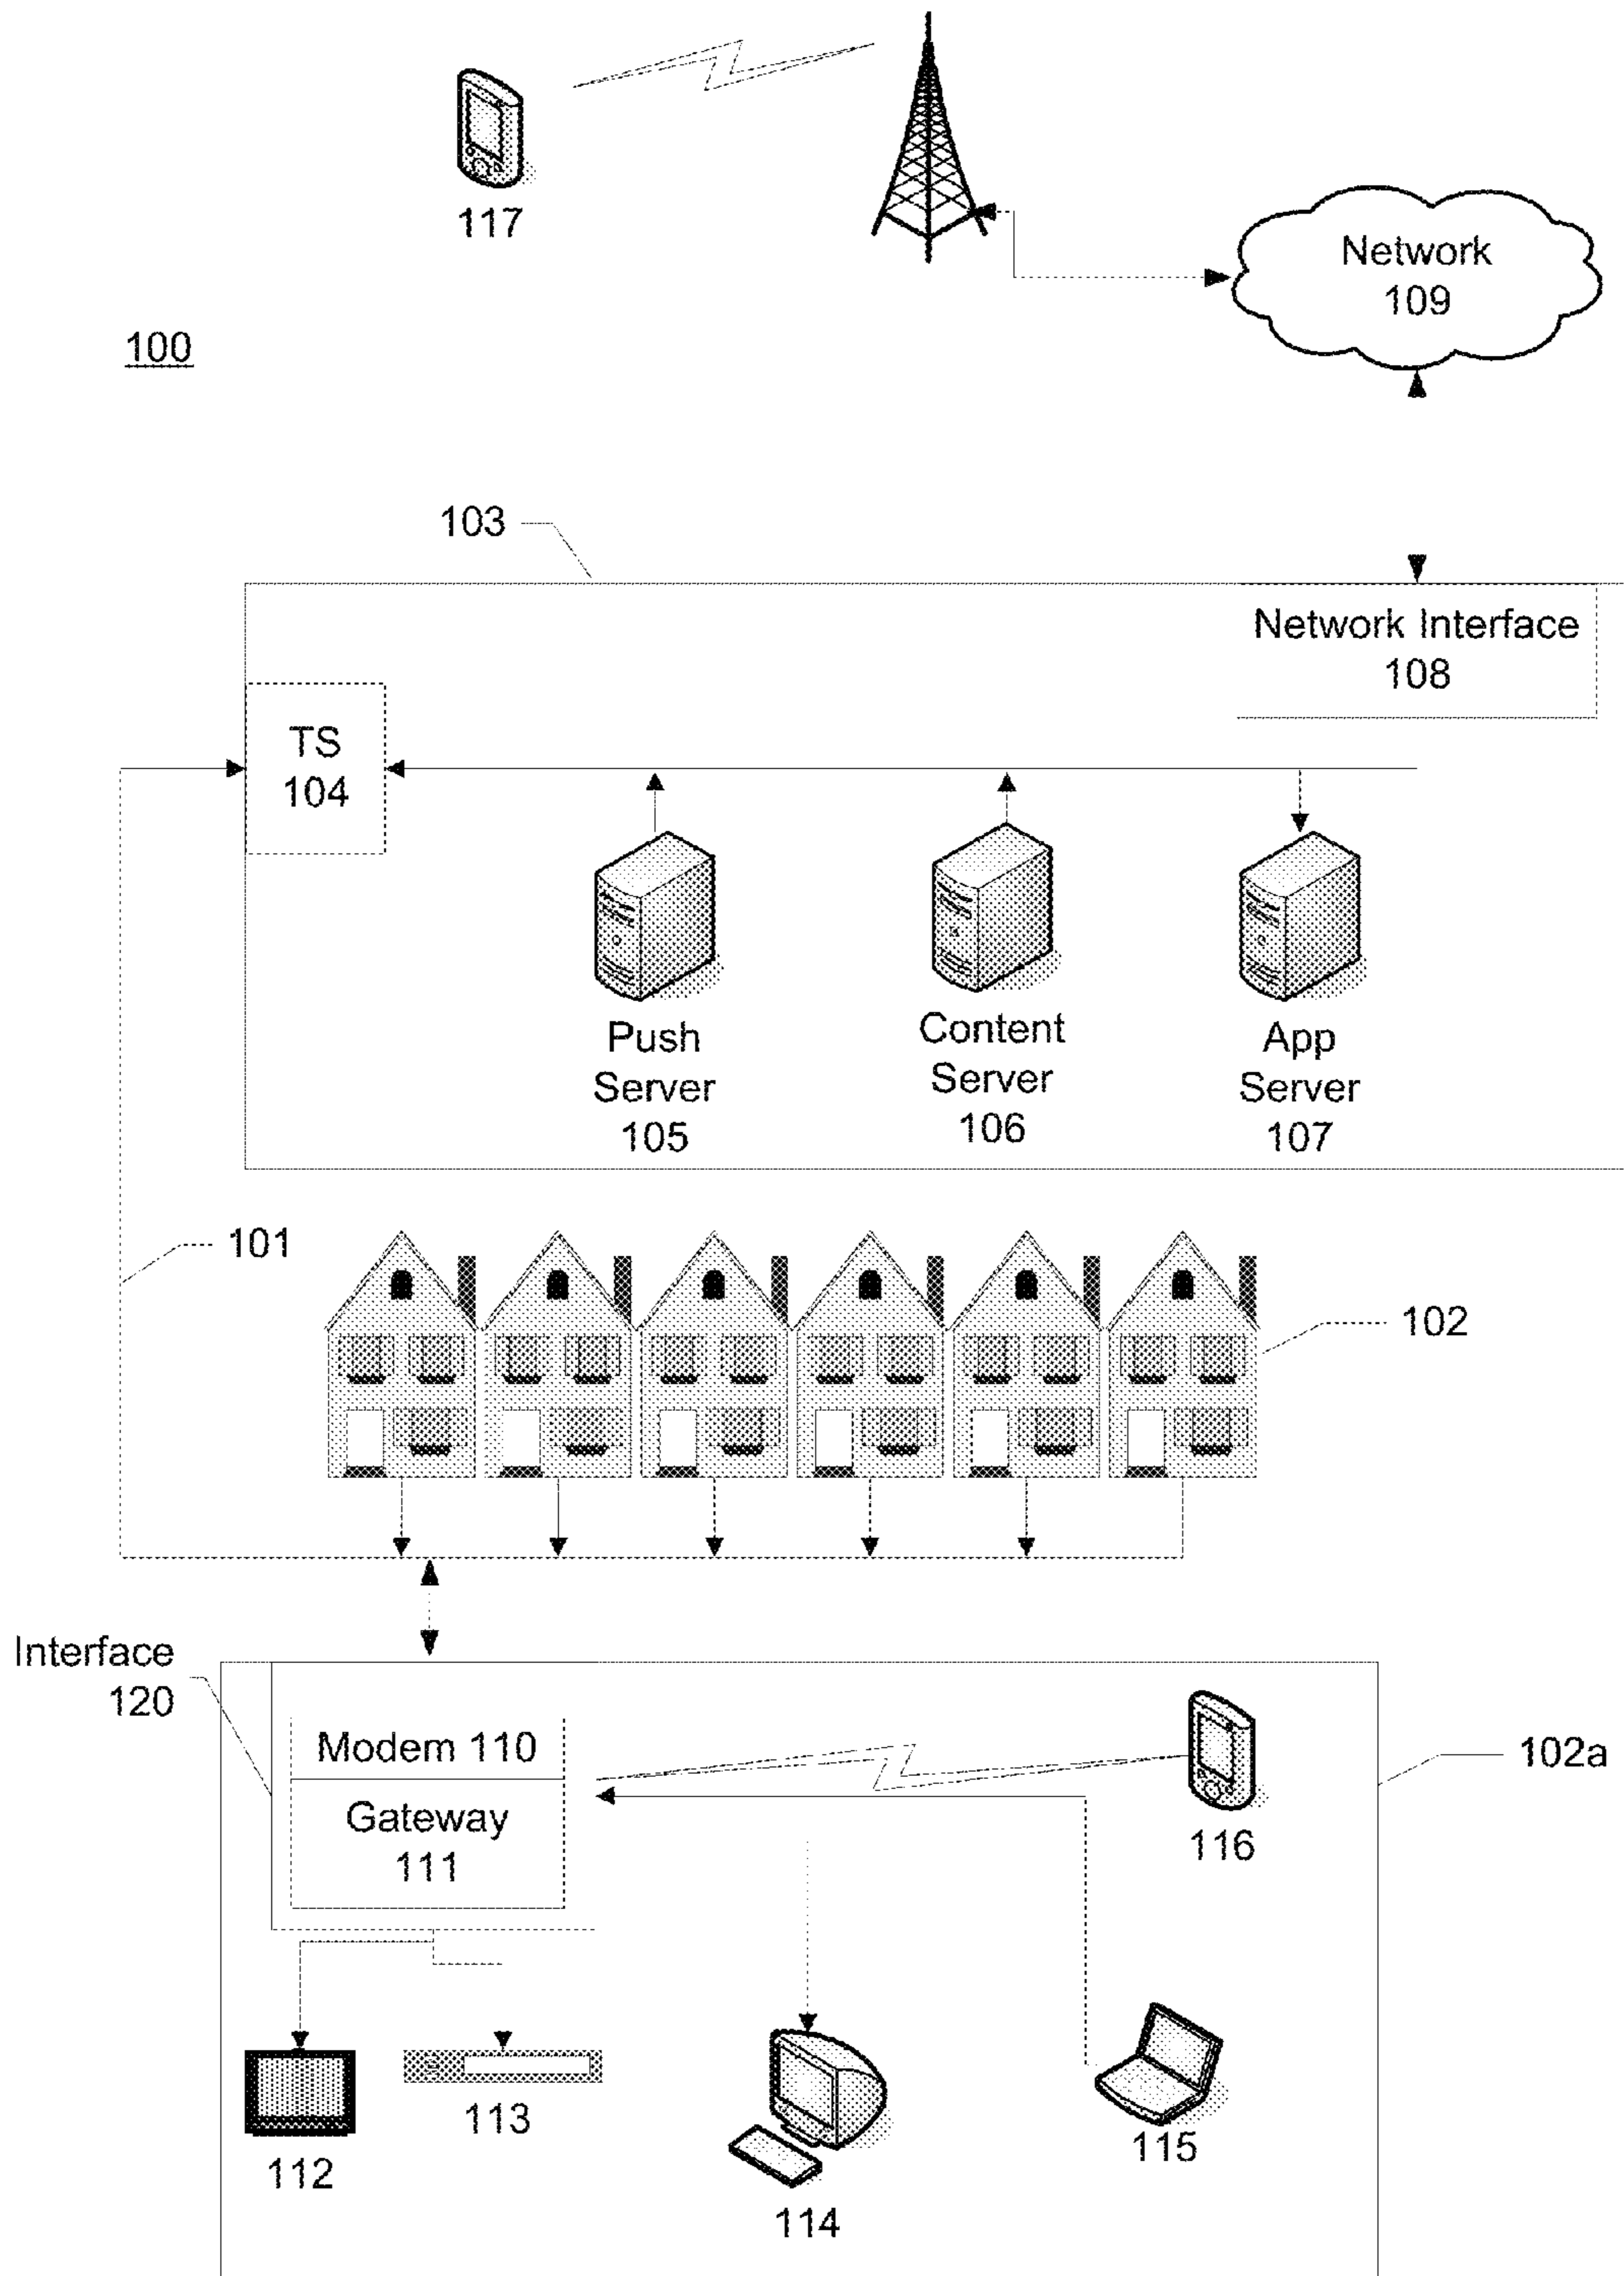 117
Network
109
100
103
Network Interface
108
TS
104
Push
Server
105
Content
Server
106
App
Server
107
101
102
Interface
120
Modem 110
Gateway
111
102a
116
112
113
114
115